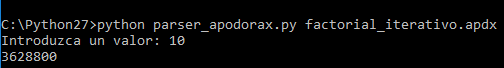 C:\Python27>python parser_apodorax.py factorial_iterativo.apdx
Introduzca un valor: 10
3628800